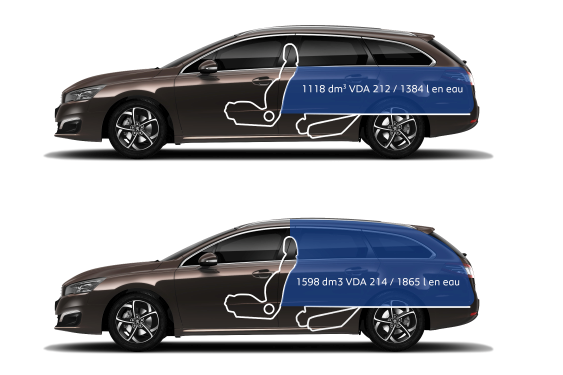 1118 dm³ VDA 212 / 1384 l en eau
1598 dm3 VDA 214 / 1865 l en eau